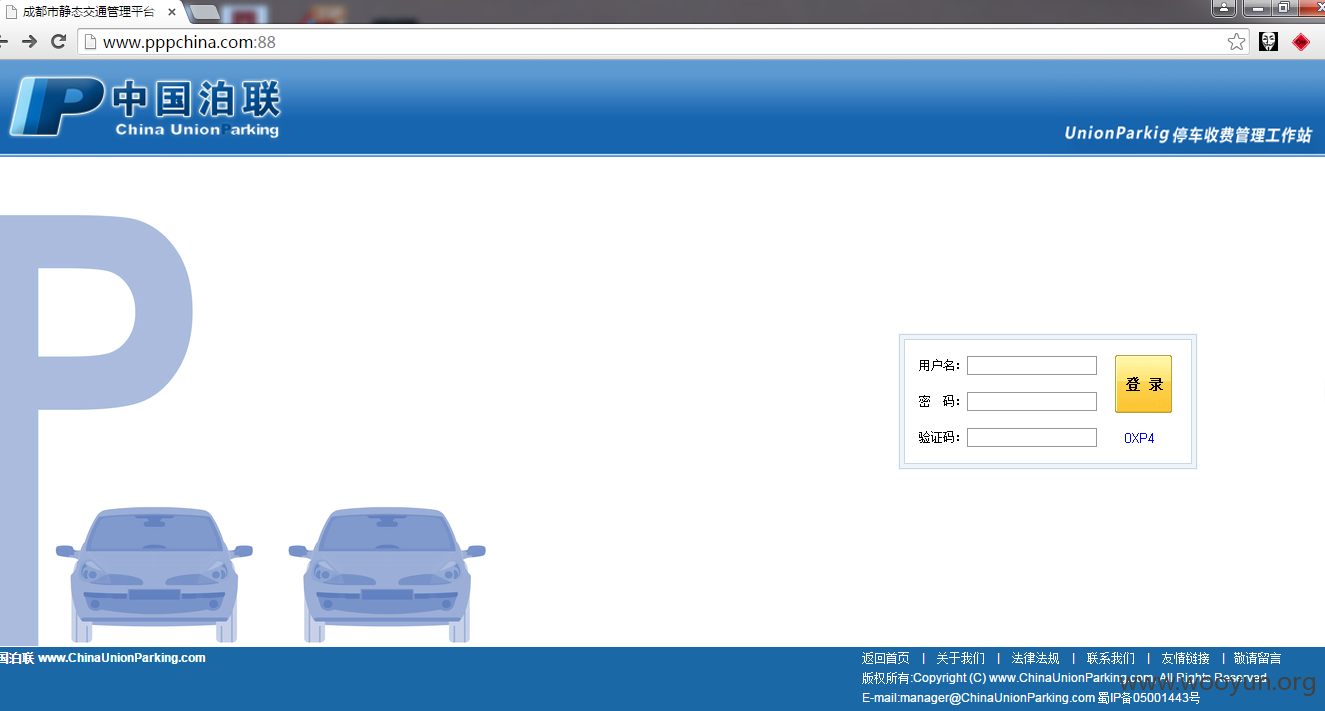 成都市静态交通管理平台
www.pppchina.com:88
中国泊联
China UnionParking
UnionParkig 停车收费管理工作站
用户名：
登 录
密 码：
验证码：
0XP4
国泊联 www.ChinaUnionParking.com
返回首页 | 关于我们 | 法律法规 | 联系我们 | 友情链接 | 敬请留言
版权所有:Copyright (C) www.ChinaUnionParking.com, All Rights Reserved
E-mail:manager@ChinaUnionParking.com 蜀IP备05001443号
www.wooyun.org